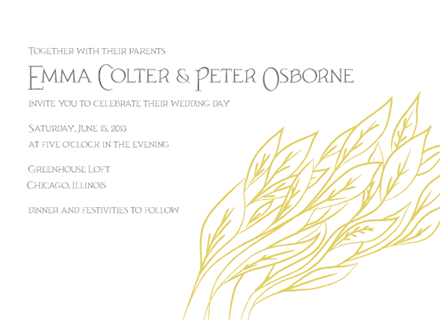 Together with their parents
Emma Colter & Peter Osborne
invite you to celebrate their wedding day
Saturday, June 15, 2013
at five o'clock in the evening
Greenhouse Loft
Chicago, Illinois
dinner and festivities to follow